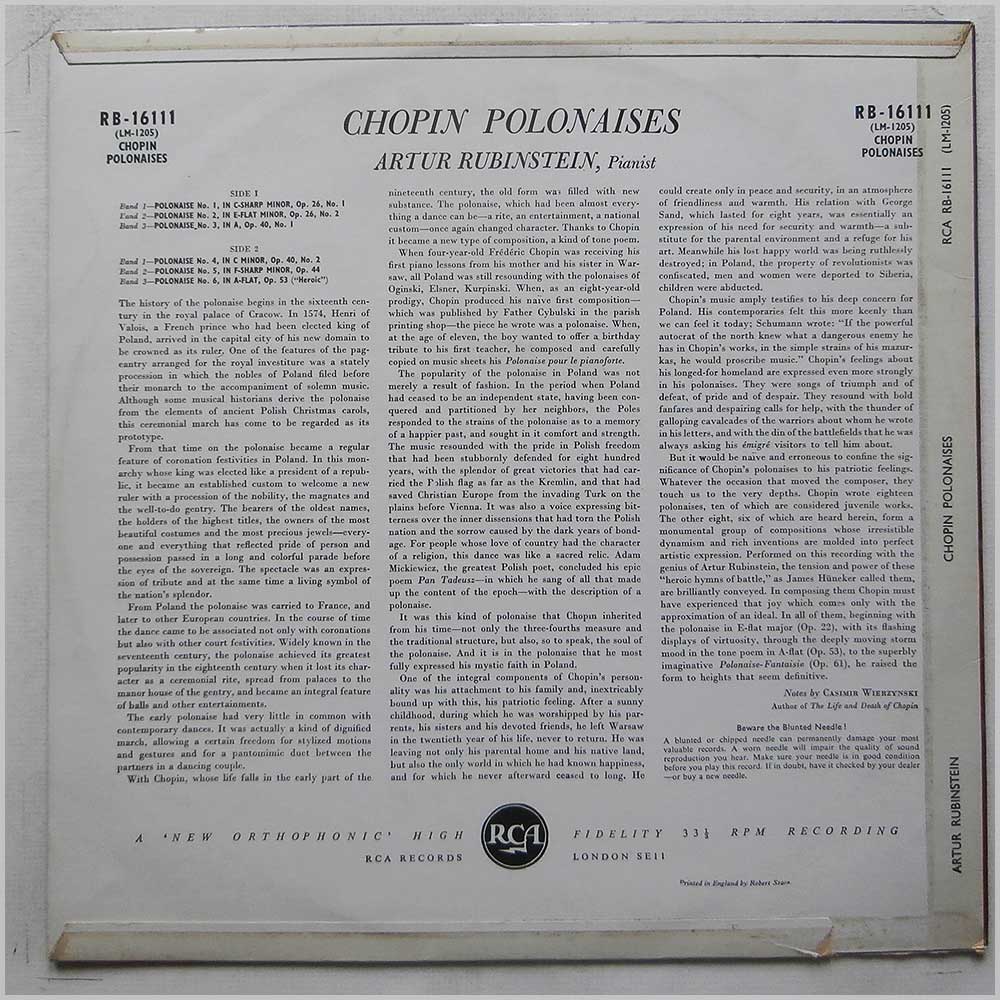 RB-16111
(LM-1205)
CHOPIN
POLONAISES
CHOPIN POLONAISES
ARTUR RUBINSTEIN, Pianist
RB-16111
(LM-1205)
CHOPIN
POLONAISES
SIDE 1
Band 1—POLONAISE No. 1, IN C-SHARP MINOR, Op. 26, No. 1
Band 2—POLONAISE No. 2, IN E-FLAT MINOR, Op. 26, No. 2
Band 3—POLONAISE No. 3, IN A, Op. 40, No. 1
SIDE 2
Band 1—POLONAISE No. 4, IN C MINOR, Op. 40, No. 2
Band 2—POLONAISE No. 5, IN F-SHARP MINOR, Op. 44
Band 3—POLONAISE No. 6, IN A-FLAT, Op. 53 ("Heroic")
The history of the polonaise begins in the sixteenth cen-
tury in the royal palace of Cracow. In 1574, Henri of
Valois, a French prince who had been elected king of
Poland, arrived in the capital city of his new domain to
be crowned as its ruler. One of the features of the pag-
eantry arranged for the royal investiture was a stately
procession in which the nobles of Poland filed before
their monarch to the accompaniment of solemn music.
Although some musical historians derive the polonaise
from the elements of ancient Polish Christmas carols,
this ceremonial march has come to be regarded as its
prototype.
From that time on the polonaise became a regular
feature of coronation festivities in Poland. In this mon-
archy whose king was elected like a president of a repub-
lic, it became an established custom to welcome a new
ruler with a procession of the nobility, the magnates and
the well-to-do gentry. The bearers of the oldest names,
the holders of the highest titles, the owners of the most
beautiful costumes and the most precious jewels—every-
one and everything that reflected pride of person and
possession passed in a long and colorful parade before
the eyes of the sovereign. The spectacle was an expres-
sion of tribute and at the same time a living symbol of
the nation's splendor.
From Poland the polonaise was carried to France, and
later to other European countries. In the course of time
the dance came to be associated not only with coronations
but also with other court festivities. Widely known in the
seventeenth century, the polonaise achieved its greatest
popularity in the eighteenth century when it lost its char-
acter as a ceremonial rite, spread from palaces to the
manor house of the gentry, and became an integral feature
of balls and other entertainments.
The early polonaise had very little in common with
contemporary dances. It was actually a kind of dignified
march, allowing a certain freedom for stylized motions
and gestures and for a pantomimic duet between the
partners in a dancing couple.
With Chopin, whose life falls in the early part of the
nineteenth century, the old form was filled with new
substance. The polonaise, which had been almost every-
thing a dance can be—a rite, an entertainment, a national
custom—once again changed character. Thanks to Chopin
it became a new type of composition, a kind of tone poem.
When four-year-old Frédéric Chopin was receiving his
first piano lessons from his mother and his sister in War-
saw, all Poland was still resounding with the polonaises of
Oginski, Elsner, Kurpinski. When, as an eight-year-old
prodigy, Chopin produced his naïve first composition—
which was published by Father Cybulski in the parish
printing shop—the piece he wrote was a polonaise. When,
at the age of eleven, the boy wanted to offer a birthday
tribute to his first teacher, he composed and carefully
copied on music sheets his Polonaise pour le pianoforte.
The popularity of the polonaise in Poland was not
merely a result of fashion. In the period when Poland
had ceased to be an independent state, having been con-
quered and partitioned by her neighbors, the Poles
responded to the strains of the polonaise as to a memory
of a happier past, and sought in it comfort and strength.
The music resounded with the pride in Polish freedom
that had been stubbornly defended for eight hundred
years, with the splendor of great victories that had car-
ried the Polish flag as far as the Kremlin, and that had
saved Christian Europe from the invading Turk on the
plains before Vienna. It was also a voice expressing bit-
terness over the inner dissensions that had torn the Polish
nation and the sorrow caused by the dark years of bond-
age. For people whose love of country had the character
of a religion, this dance was like a sacred relic. Adam
Mickiewicz, the greatest Polish poet, concluded his epic
poem Pan Tadeusz—in which he sang of all that made
up the content of the epoch—with the description of a
polonaise.
It was this kind of polonaise that Chopin inherited
from his time—not only the three-fourths measure and
the traditional structure, but also, so to speak, the soul of
the polonaise. And it is in the polonaise that he most
fully expressed his mystic faith in Poland.
One of the integral components of Chopin's person-
ality was his attachment to his family and, inextricably
bound up with this, his patriotic feeling. After a sunny
childhood, during which he was worshipped by his par-
ents, his sisters and his devoted friends, he left Warsaw
in the twentieth year of his life, never to return. He was
leaving not only his parental home and his native land,
but also the only world in which he had known happiness,
and for which he never afterward ceased to long. He
could create only in peace and security, in an atmosphere
of friendliness and warmth. His relation with George
Sand, which lasted for eight years, was essentially an
expression of his need for security and warmth—a sub-
stitute for the parental environment and a refuge for his
art. Meanwhile his lost happy world was being ruthlessly
destroyed; in Poland, the property of revolutionists was
confiscated, men and women were deported to Siberia,
children were abducted.
Chopin's music amply testifies to his deep concern for
Poland. His contemporaries felt this more keenly than
we can feel it today; Schumann wrote: "If the powerful
autocrat of the north knew what a dangerous enemy he
has in Chopin's works, in the simple strains of his mazur-
kas, he would proscribe music." Chopin's feelings about
his longed-for homeland are expressed even more strongly
in his polonaises. They were songs of triumph and of
defeat, of pride and of despair. They resound with bold
fanfares and despairing calls for help, with the thunder of
galloping cavalcades of the warriors about whom he wrote
in his letters, and with the din of the battlefields that he was
always asking his émigré visitors to tell him about.
But it would be naïve and erroneous to confine the sig-
nificance of Chopin's polonaises to his patriotic feelings.
Whatever the occasion that moved the composer, they
touch us to the very depths. Chopin wrote eighteen
polonaises, ten of which are considered juvenile works.
The other eight, six of which are heard herein, form a
monumental group of compositions whose irresistible
dynamism and rich inventions are molded into perfect
artistic expression. Performed on this recording with the
genius of Artur Rubinstein, the tension and power of these
"heroic hymns of battle," as James Hüneker called them,
are brilliantly conveyed. In composing them Chopin must
have experienced that joy which comes only with the
approximation of an ideal. In all of them, beginning with
the polonaise in E-flat major (Op. 22), with its flashing
displays of virtuosity, through the deeply moving storm
mood in the tone poem in A-flat (Op. 53), to the superbly
imaginative Polonaise-Fantaisie (Op. 61), he raised the
form to heights that seem definitive.
Notes by CASIMIR WIERZYNSKI
Author of The Life and Death of Chopin
Beware the Blunted Needle!
A blunted or chipped needle can permanently damage your most
valuable records. A worn needle will impair the quality of sound
reproduction you hear. Make sure your needle is in good condition
before you play this record. If in doubt, have it checked by your dealer
—or buy a new needle.
A 'NEW ORTHOPHONIC' HIGH FIDELITY 33⅓ RPM RECORDING
RCA
RCA RECORDS LONDON SE11
Printed in England by Robert Stace
RCA RB-16111 (LM-1205)
CHOPIN POLONAISES
ARTUR RUBINSTEIN